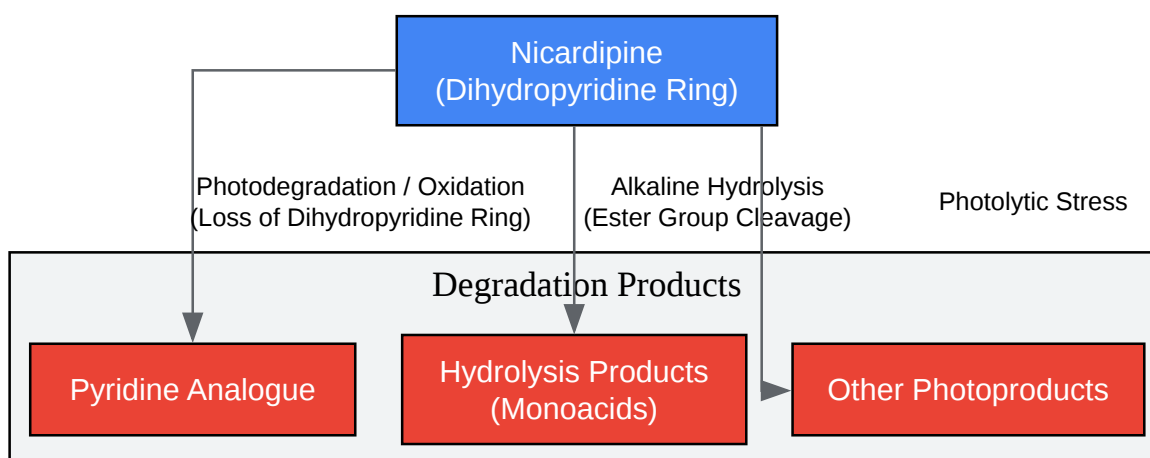 Nicardipine
(Dihydropyridine Ring)
Photodegradation / Oxidation
(Loss of Dihydropyridine Ring)
Alkaline Hydrolysis
(Ester Group Cleavage)
Photolytic Stress
Degradation Products
Pyridine Analogue
Hydrolysis Products
(Monoacids)
Other Photoproducts